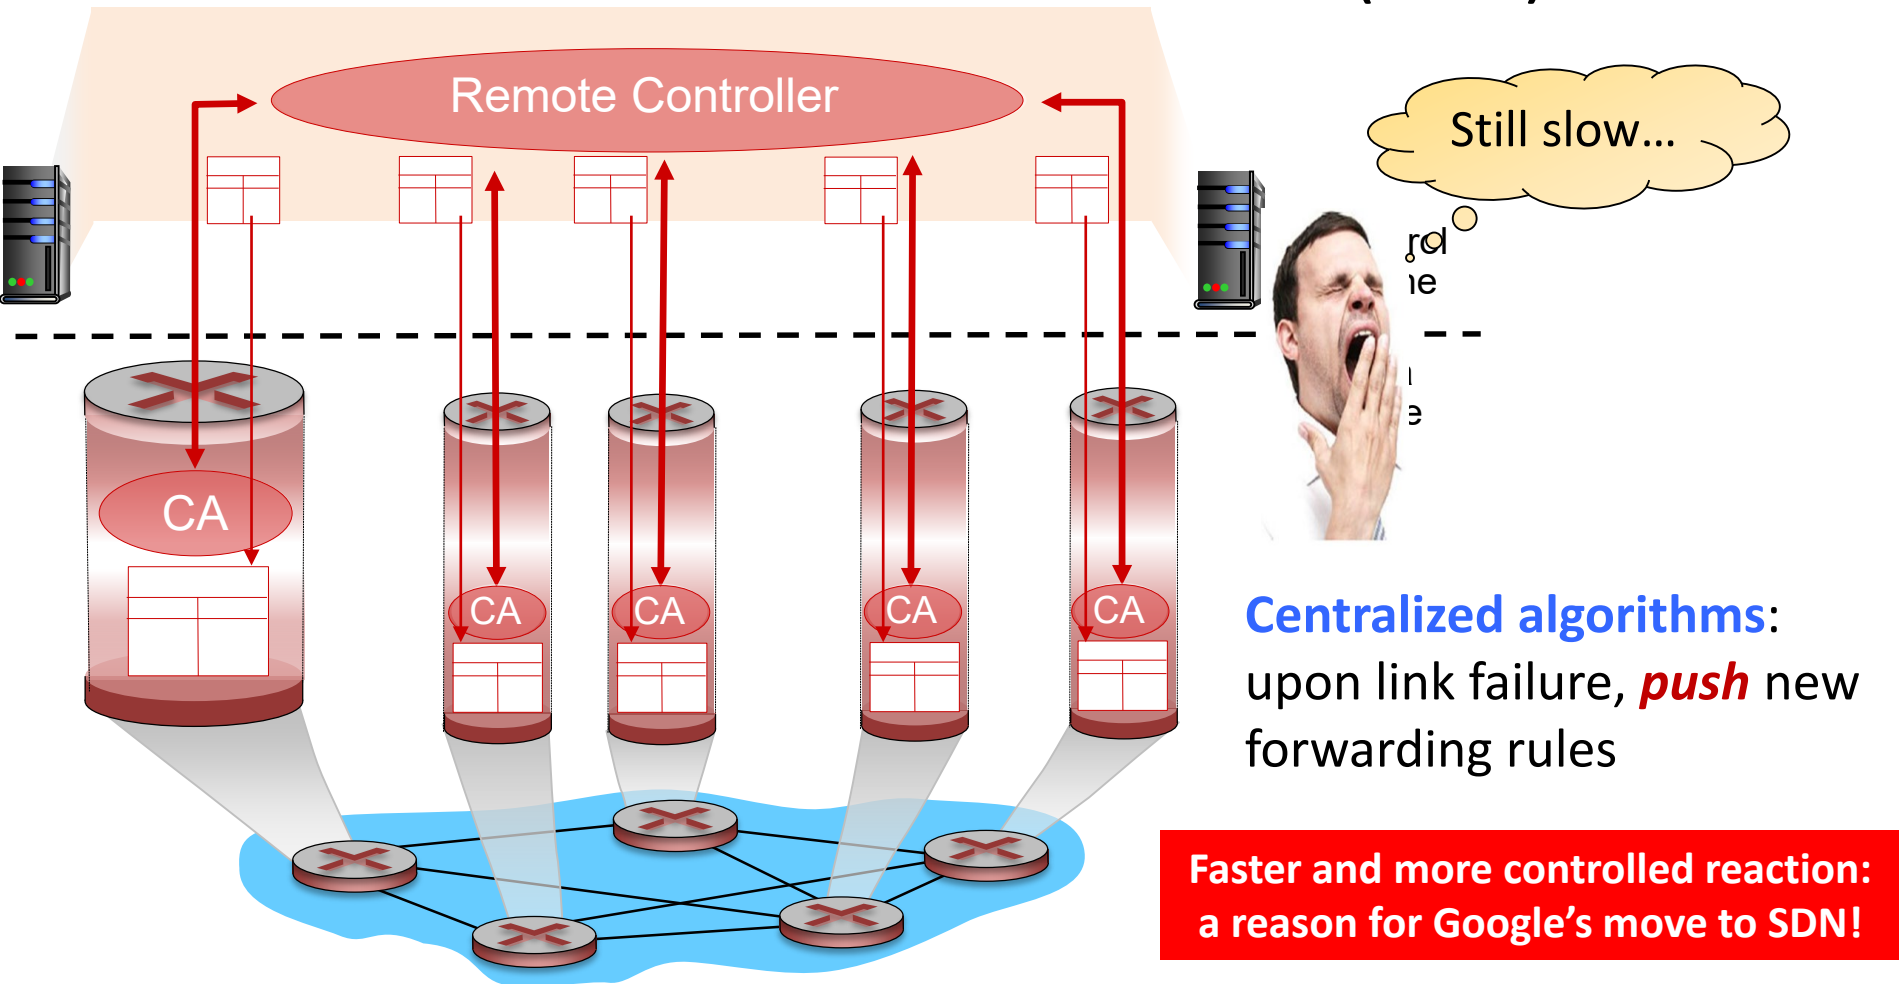 Remote Controller
Still slow...
CA
CA
CA
CA
CA
Centralized algorithms:
upon link failure, push new
forwarding rules
Faster and more controlled reaction:
a reason for Google’s move to SDN!